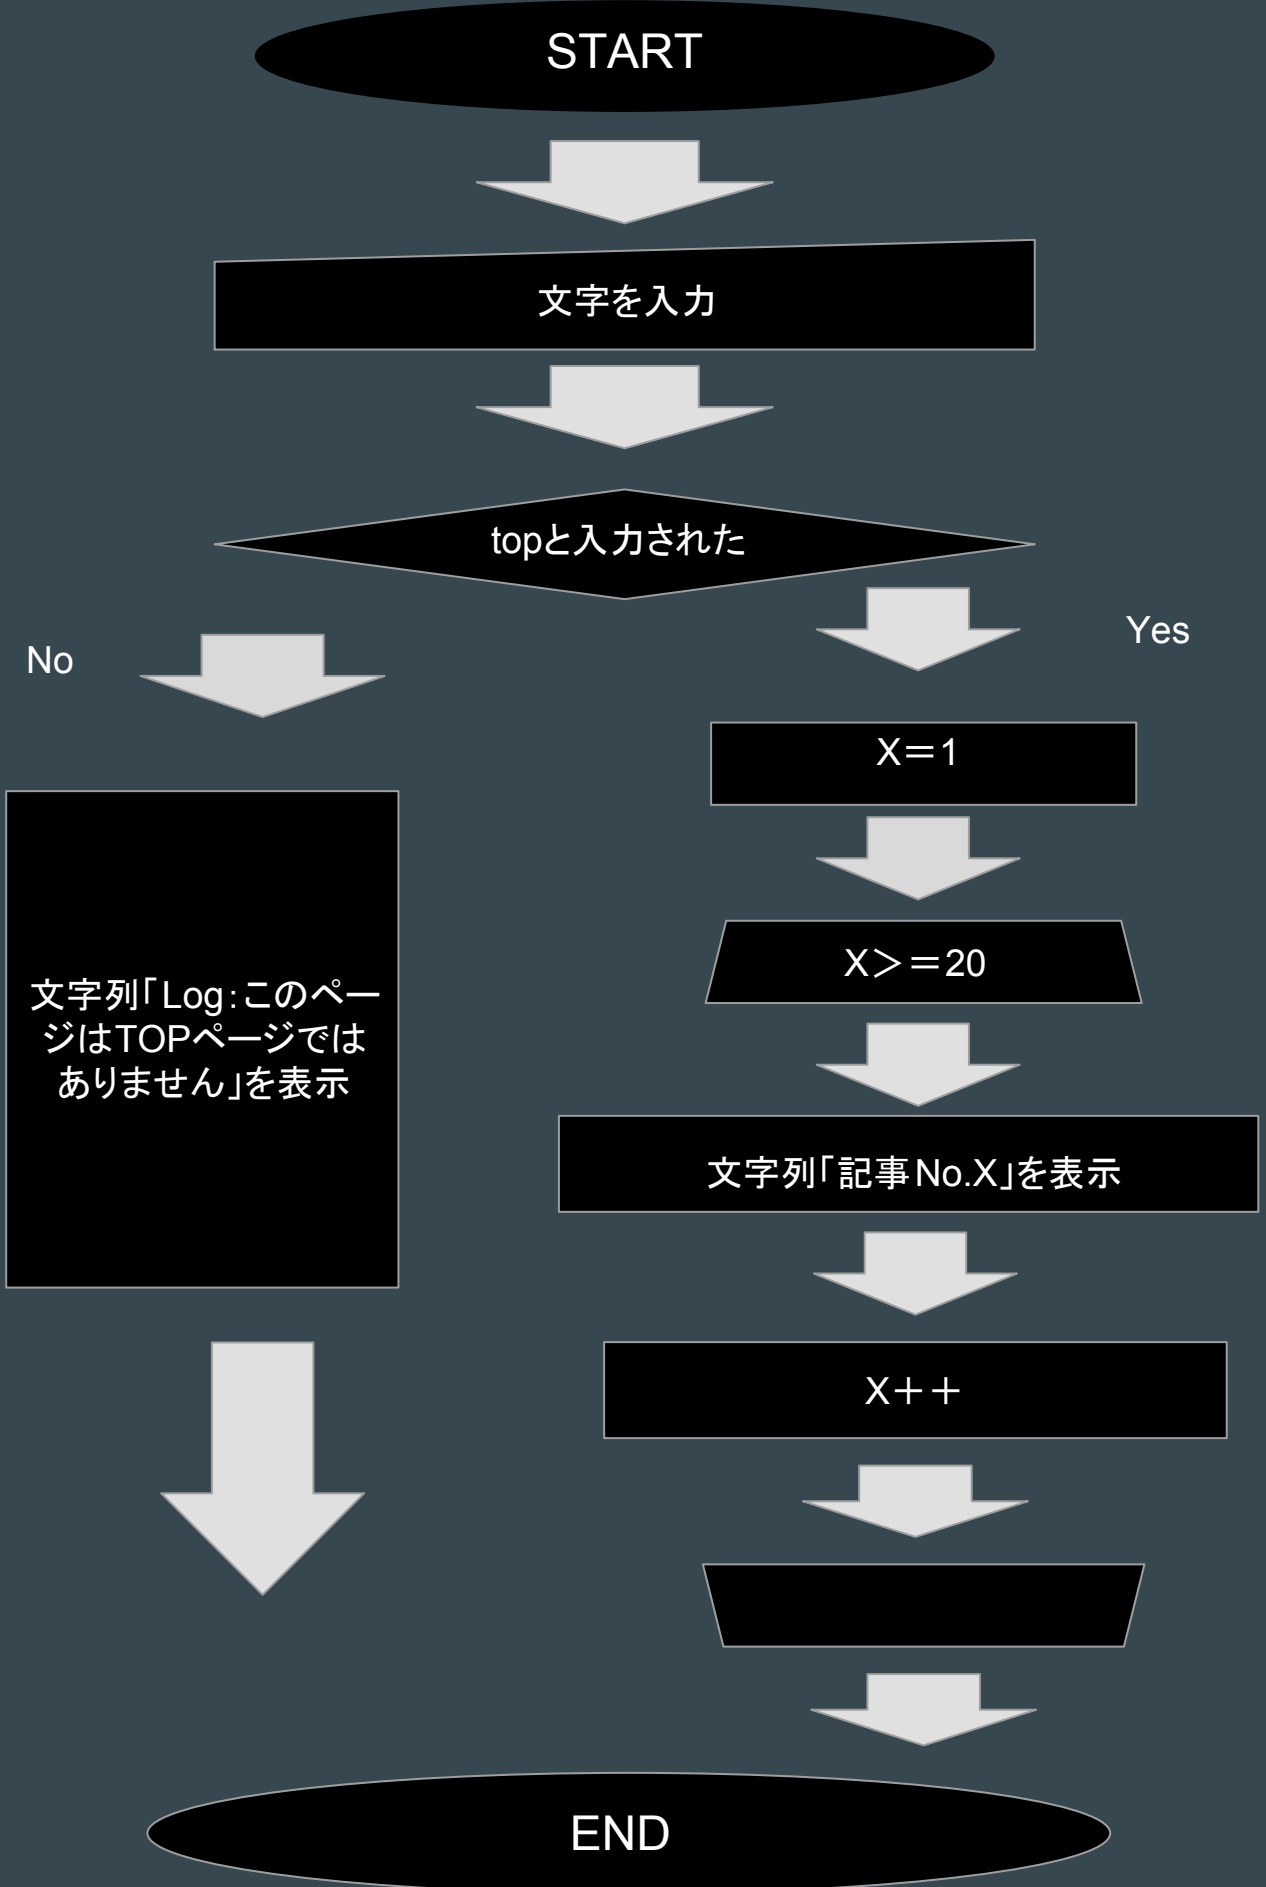 START
文字を入力
topと入力された
No
Yes
X＝1
X＞＝20
文字列「Log：このペー
ジはTOPページでは
ありません」を表示
文字列「記事No.X」を表示
X＋＋
END